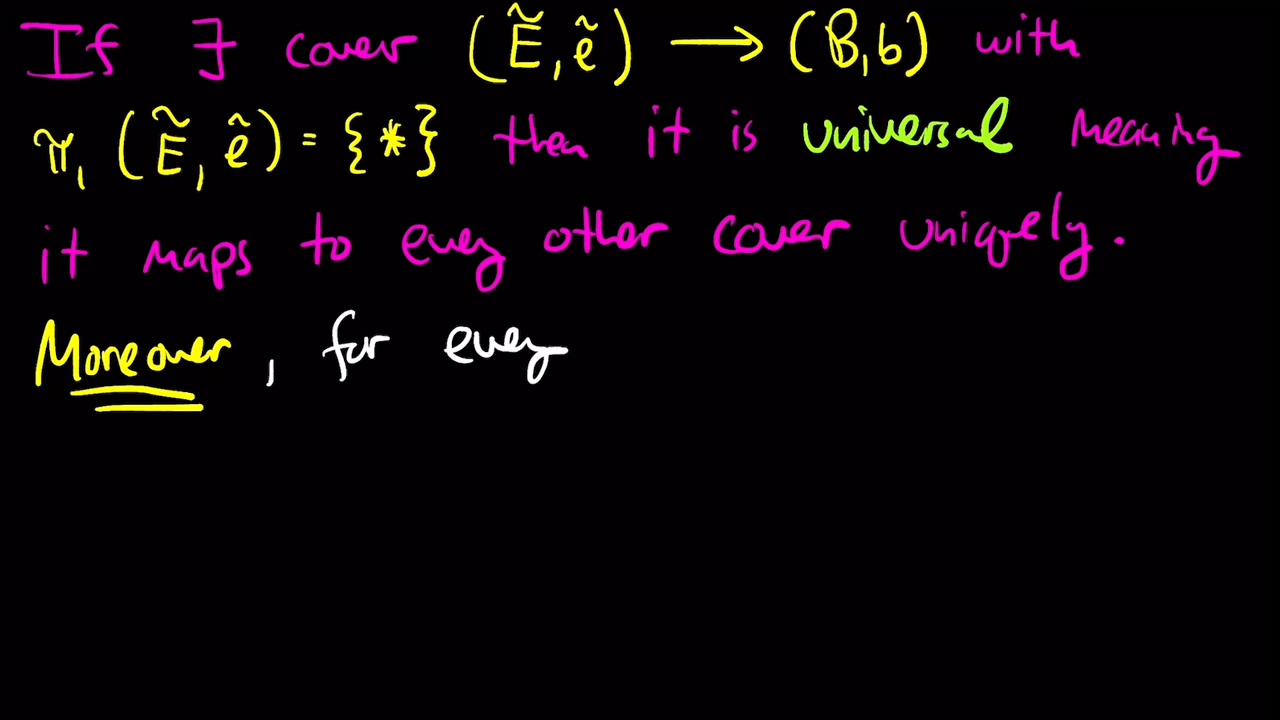 If ∃ cover (Ẽ, ẽ) ⟶ (B, b) with
π₁ (Ẽ, ê) = {*} then it is universal meaning
it maps to every other cover uniquely.
Moreover, for every